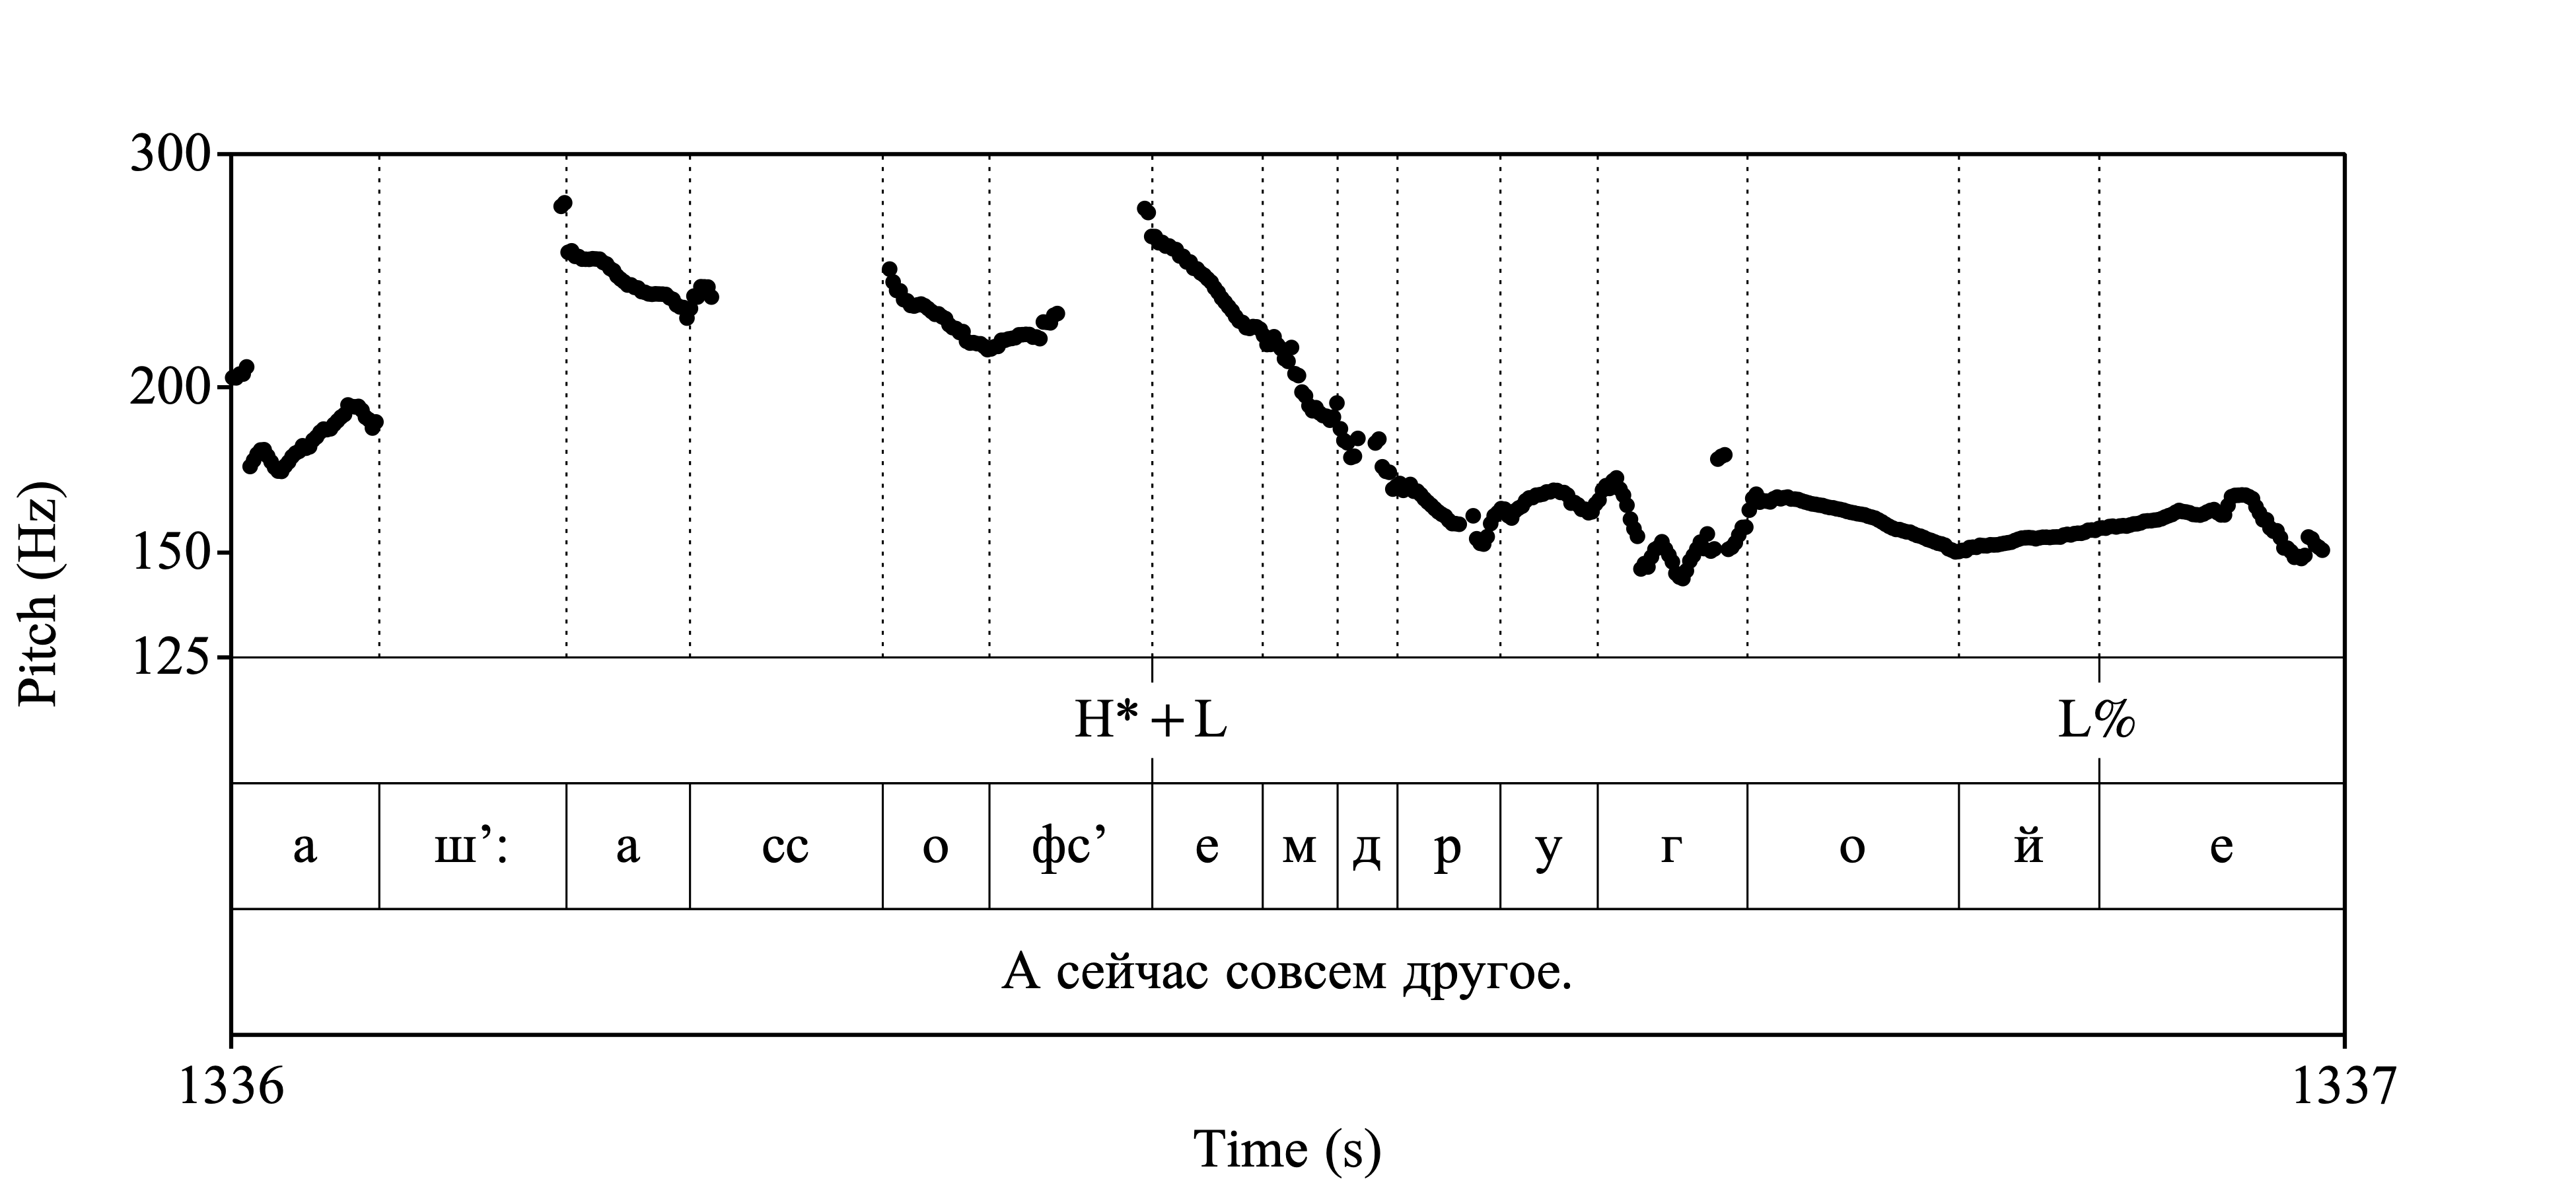 300
200
150
125
Pitch (Hz)
H* + L L%
а ш’: а сс о фс’ е м д р у г о й е
А сейчас совсем другое.
1336 1337
Time (s)